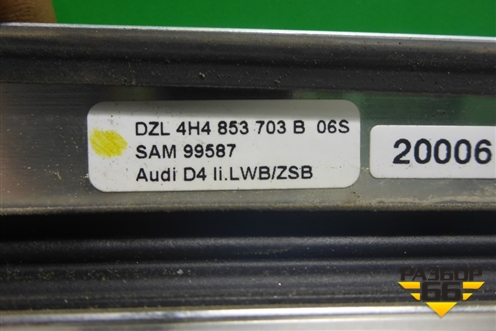 DZL 4H4 853 703 B 06S
SAM 99587
Audi D4 li.LWB/ZSB
20006
РАЗБОР
66